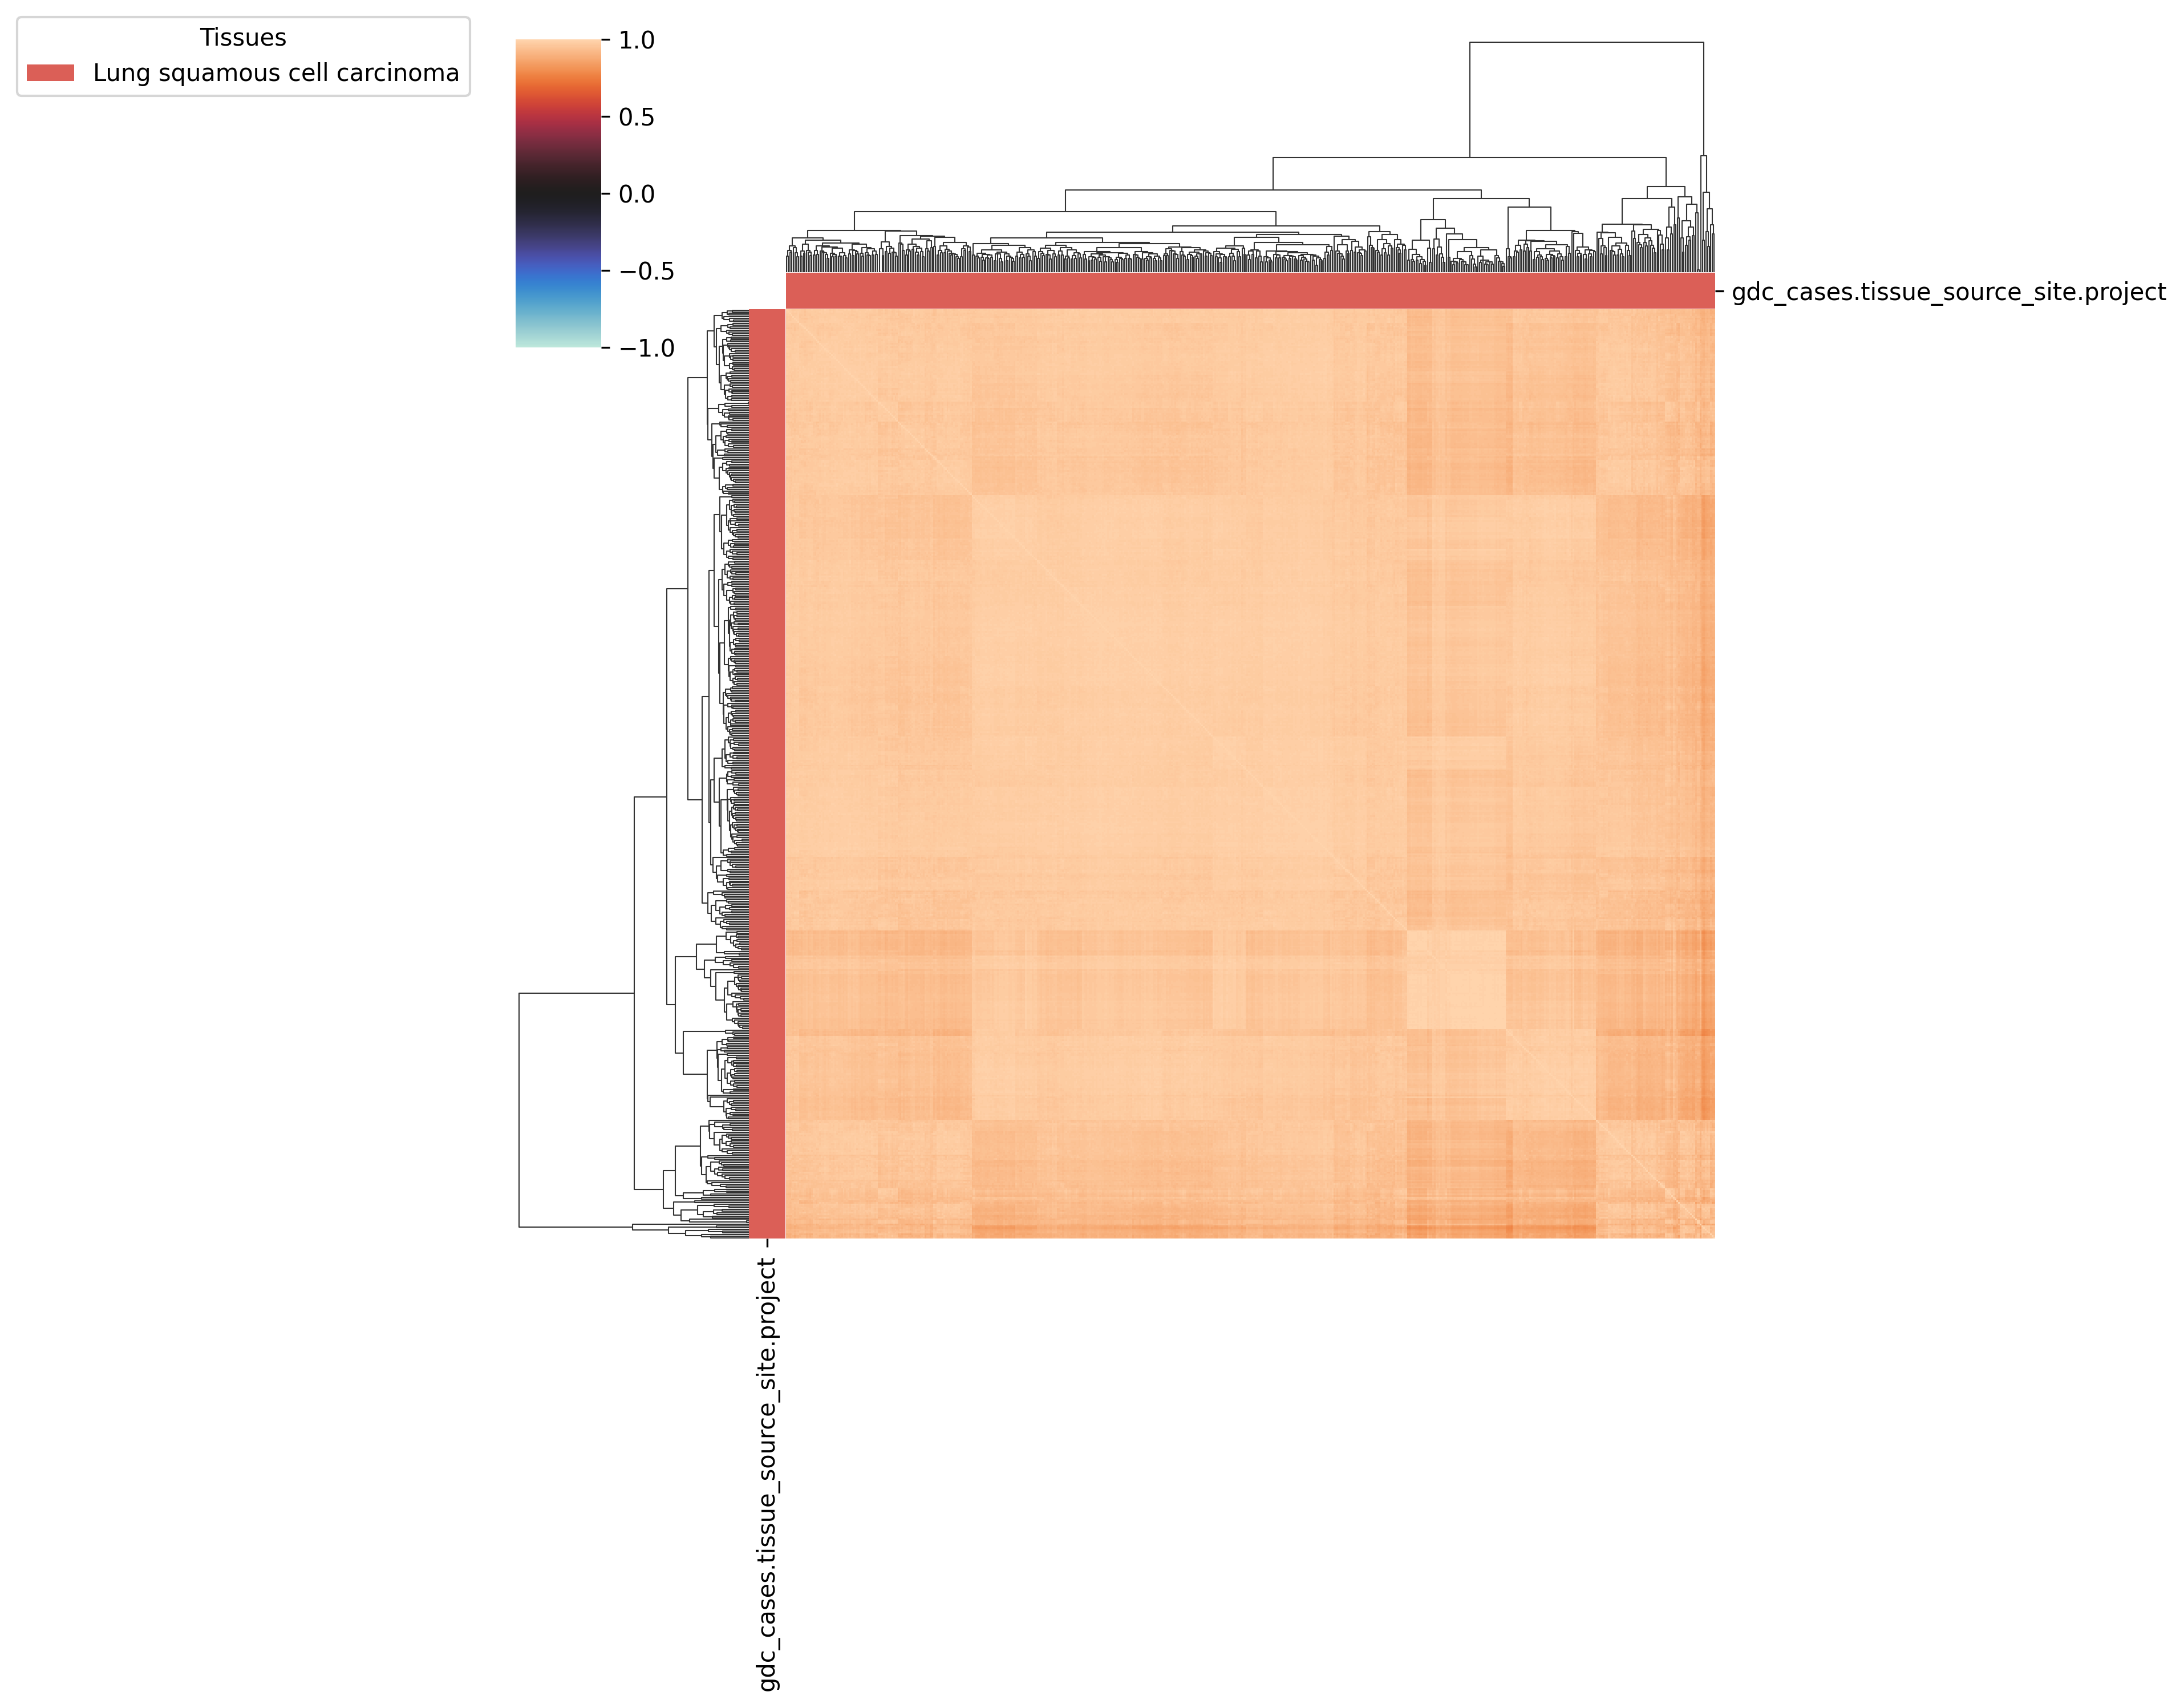 Tissues
Lung squamous cell carcinoma
1.0
0.5
0.0
−0.5
−1.0
gdc_cases.tissue_source_site.project
gdc_cases.tissue_source_site.project